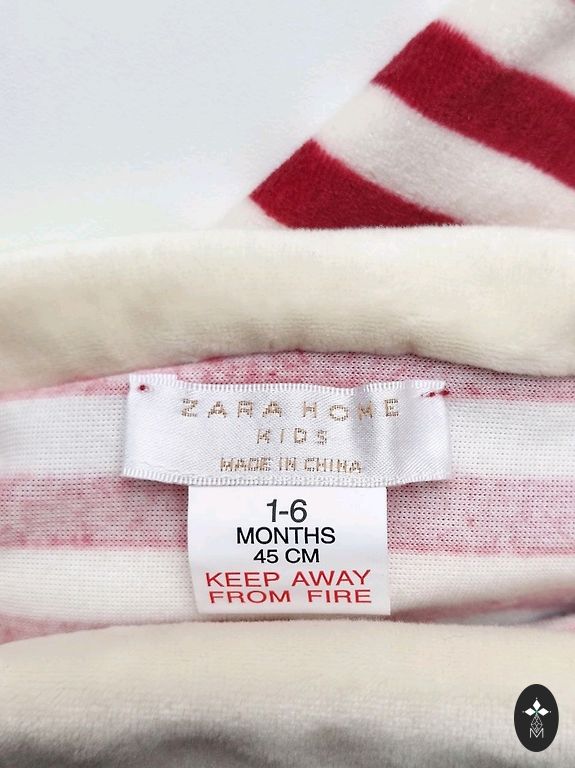 ZARA HOME
KIDS
MADE IN CHINA
1-6
MONTHS
45 CM
KEEP AWAY
FROM FIRE
M